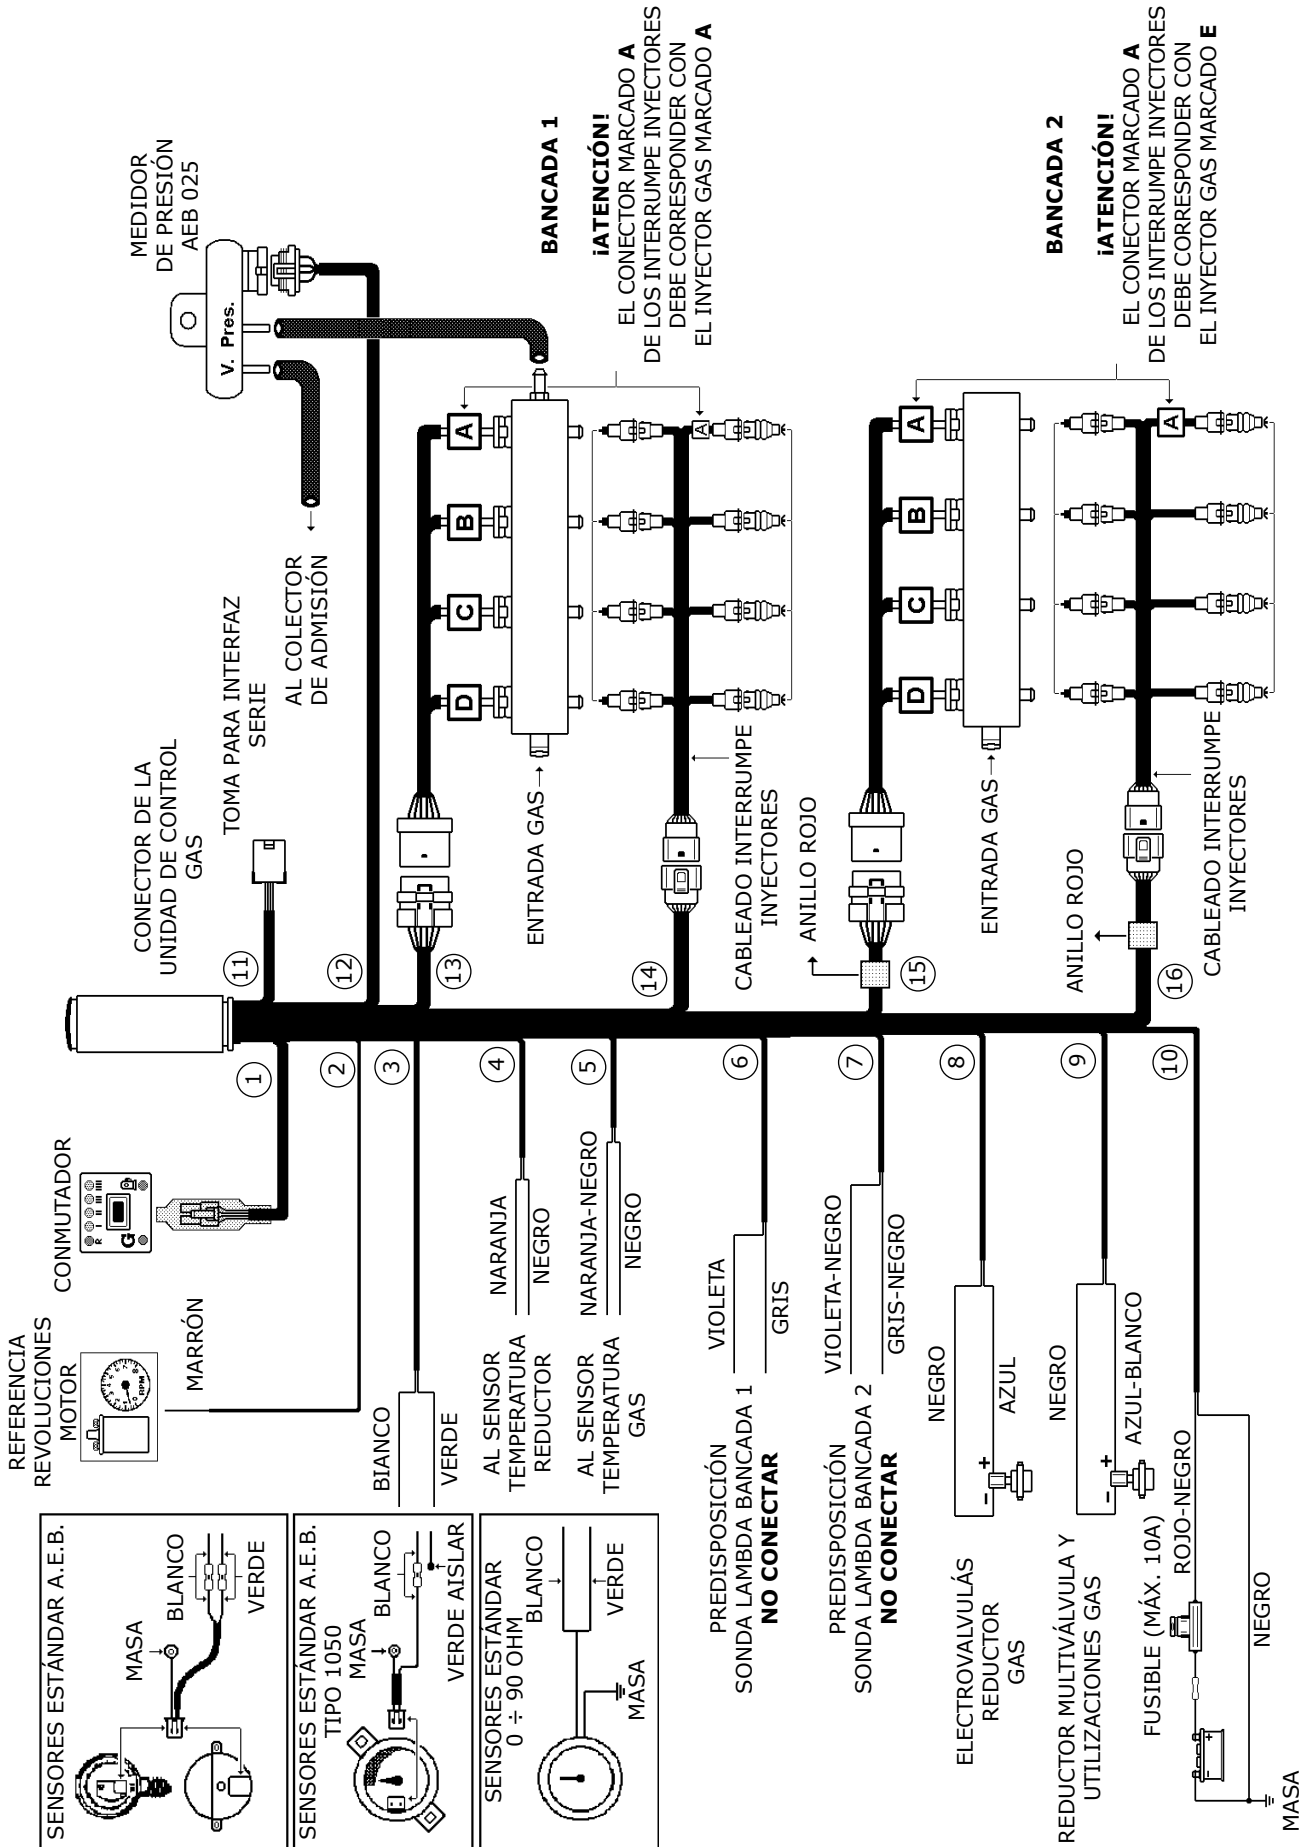 SENSORES ESTÁNDAR A.E.B.
MASA
BLANCO
VERDE
SENSORES ESTÁNDAR A.E.B.
TIPO 1050
MASA
BLANCO
VERDE AISLAR
SENSORES ESTÁNDAR
0 ÷ 90 OHM
BLANCO
VERDE
MASA
REFERENCIA
REVOLUCIONES
MOTOR
RPM
MARRÓN
CONMUTADOR
R
I
II
III
IIII
CONECTOR DE LA
UNIDAD DE CONTROL
GAS
TOMA PARA INTERFAZ
SERIE
AL COLECTOR
DE ADMISIÓN
MEDIDOR
DE PRESIÓN
AEB 025
V. Pres.
1
2
3
4
5
6
7
8
9
10
11
12
13
14
15
16
BIANCO
VERDE
AL SENSOR
TEMPERATURA
REDUCTOR
NARANJA
NEGRO
AL SENSOR
TEMPERATURA
GAS
NARANJA-NEGRO
NEGRO
PREDISPOSICIÓN
SONDA LAMBDA BANCADA 1
NO CONECTAR
VIOLETA
GRIS
PREDISPOSICIÓN
SONDA LAMBDA BANCADA 2
NO CONECTAR
VIOLETA-NEGRO
GRIS-NEGRO
ELECTROVALVULÁS
REDUCTOR
GAS
NEGRO
AZUL
- +
REDUCTOR MULTIVÁLVULA Y
UTILIZACIONES GAS
NEGRO
AZUL-BLANCO
- +
FUSIBLE (MÁX. 10A)
ROJO-NEGRO
- +
NEGRO
MASA
D
C
B
A
ENTRADA GAS
A
CABLEADO INTERRUMPE
INYECTORES
BANCADA 1
¡ATENCIÓN!
EL CONECTOR MARCADO A
DE LOS INTERRUMPE INYECTORES
DEBE CORRESPONDER CON
EL INYECTOR GAS MARCADO A
ANILLO ROJO
D
C
B
A
ENTRADA GAS
A
ANILLO ROJO
CABLEADO INTERRUMPE
INYECTORES
BANCADA 2
¡ATENCIÓN!
EL CONECTOR MARCADO A
DE LOS INTERRUMPE INYECTORES
DEBE CORRESPONDER CON
EL INYECTOR GAS MARCADO E